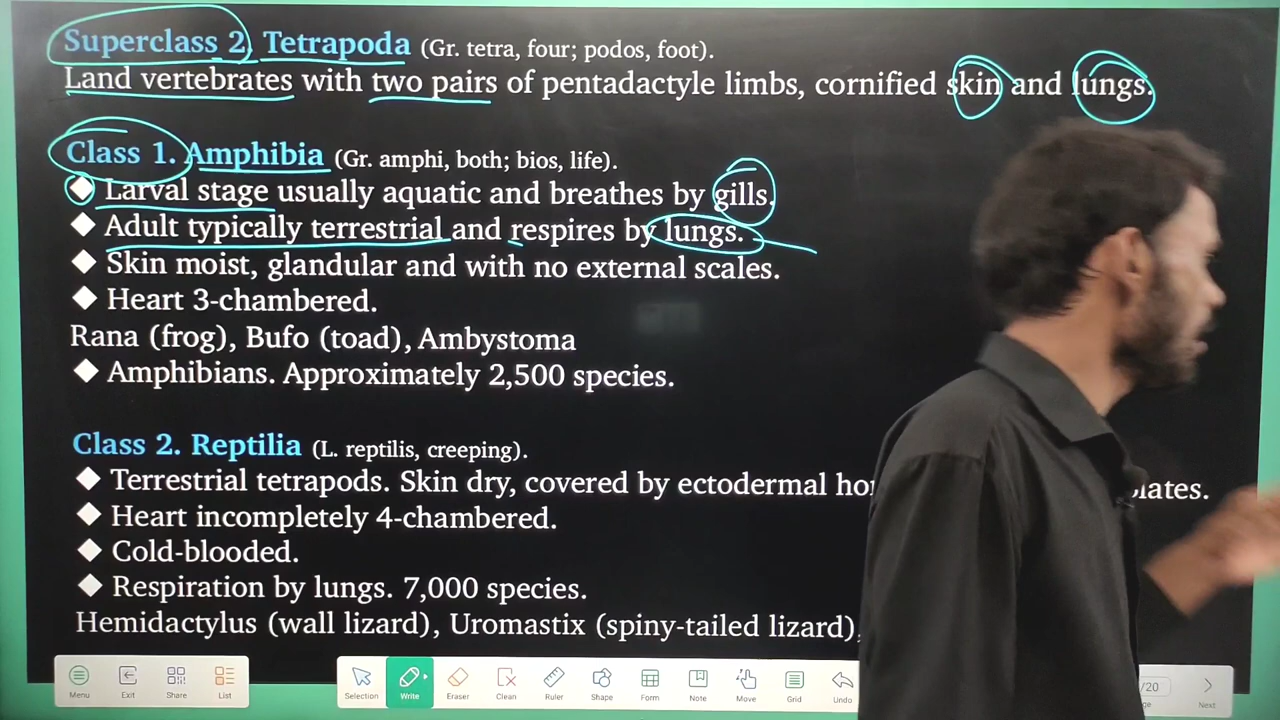 Superclass 2. Tetrapoda (Gr. tetra, four; podos, foot).
Land vertebrates with two pairs of pentadactyle limbs, cornified skin and lungs.
Class 1. Amphibia (Gr. amphi, both; bios, life).
◆ Larval stage usually aquatic and breathes by gills.
◆ Adult typically terrestrial and respires by lungs.
◆ Skin moist, glandular and with no external scales.
◆ Heart 3-chambered.
Rana (frog), Bufo (toad), Ambystoma
◆ Amphibians. Approximately 2,500 species.
Class 2. Reptilia (L. reptilis, creeping).
◆ Terrestrial tetrapods. Skin dry, covered by ectodermal
◆ Heart incompletely 4-chambered.
◆ Cold-blooded.
◆ Respiration by lungs. 7,000 species.
Hemidactylus (wall lizard), Uromastix (spiny-tailed lizard),
Menu Exit Share List Selection Write Eraser Clean Ruler Shape Form Note Move Grid Undo /20 Next